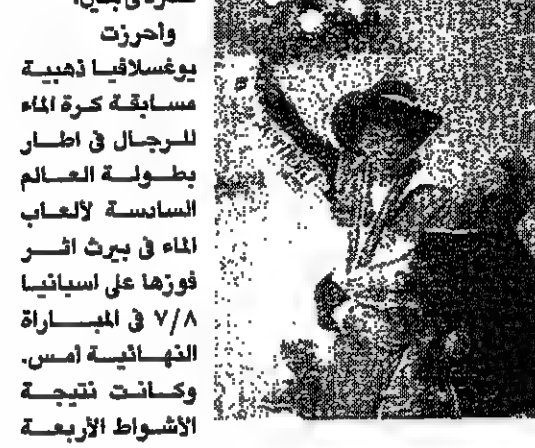 وأحرزت
يوغسلافيا ذهبية
مسابقة كرة الماء
للرجال في اطار
بطولة العالم
السادسة لألعاب
الماء في بيرث اثر
فوزها على اسبانيا
٧/٨ في المباراة
النهائية أمس.
وكانت نتيجة
الأشواط الأربعة